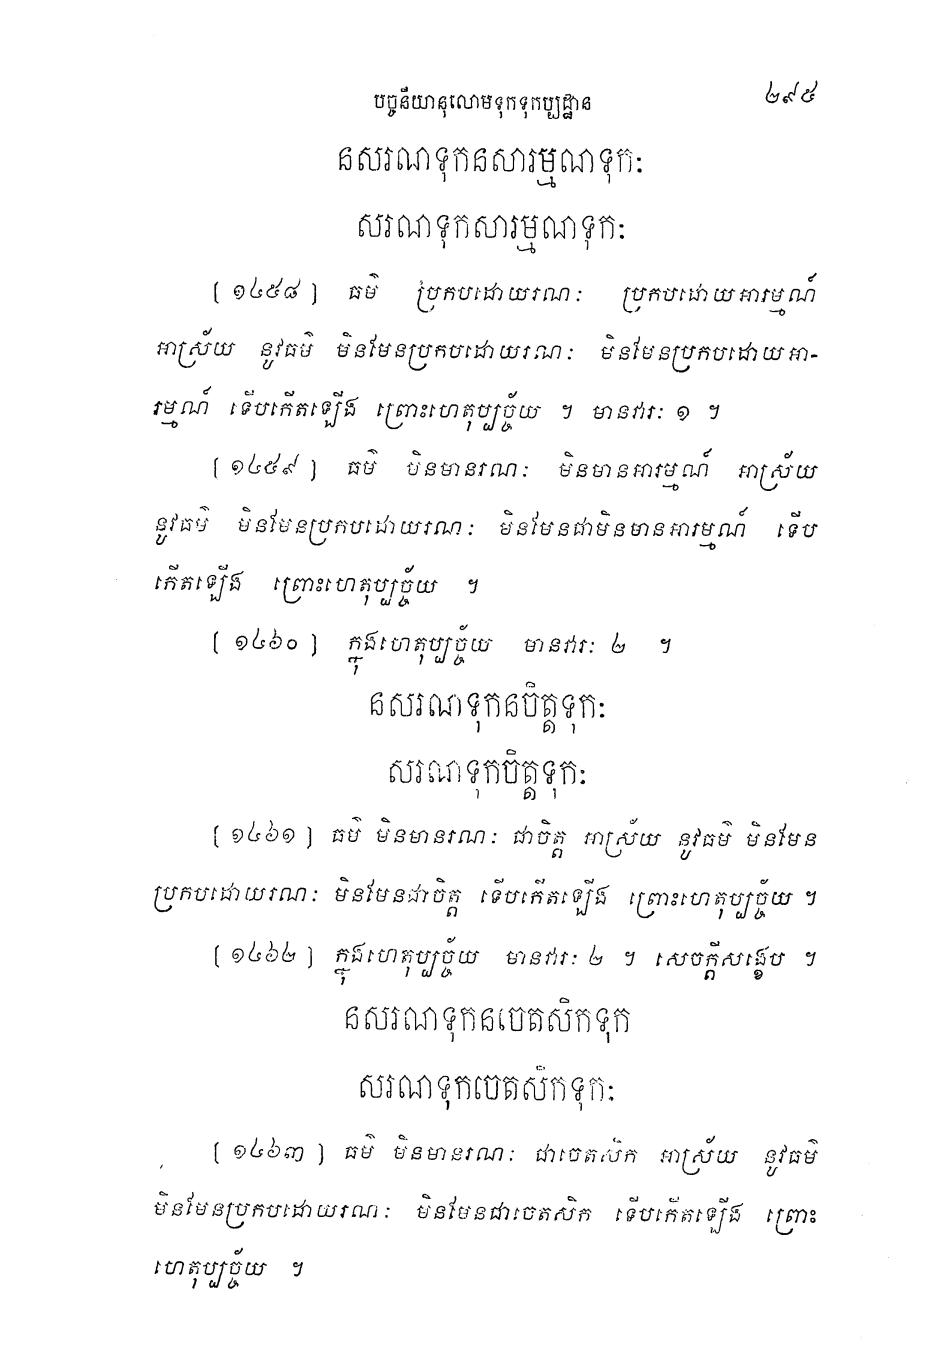 បច្ចនីយានុលោមទុកទុកប្បដ្ឋាន ២៩៥
នសរណទុកនសារម្មណទុកៈ
សរណទុកសារម្មណទុកៈ
[ ១៤៥៨ ] ធម៌ ប្រកបដោយរណៈ ប្រកបដោយអារម្មណ៍
អាស្រ័យ នូវធម៌ មិនមែនប្រកបដោយរណៈ មិនមែនប្រកបដោយអា-
រម្មណ៍ ទើបកើតឡើង ព្រោះហេតុប្បច្ច័យ ។ មានវារៈ ១ ។
[ ១៤៥៩ ] ធម៌ មិនមានរណៈ មិនមានអារម្មណ៍ អាស្រ័យ
នូវធម៌ មិនមែនប្រកបដោយរណៈ មិនមែនជាមិនមានអារម្មណ៍ ទើប
កើតឡើង ព្រោះហេតុប្បច្ច័យ ។
[ ១៤៦០ ] ក្នុងហេតុប្បច្ច័យ មានវារៈ ២ ។
នសរណទុកនចិត្តទុកៈ
សរណទុកចិត្តទុកៈ
[ ១៤៦១ ] ធម៌ មិនមានរណៈ ជាចិត្ត អាស្រ័យ នូវធម៌ មិនមែន
ប្រកបដោយរណៈ មិនមែនជាចិត្ត ទើបកើតឡើង ព្រោះហេតុប្បច្ច័យ ។
[ ១៤៦២ ] ក្នុងហេតុប្បច្ច័យ មានវារៈ ២ ។ សេចក្តីសង្ខេប ។
នសរណទុកនចេតសិកទុក
សរណទុកចេតសិកទុកៈ
[ ១៤៦៣ ] ធម៌ មិនមានរណៈ ជាចេតសិក អាស្រ័យ នូវធម៌
មិនមែនប្រកបដោយរណៈ មិនមែនជាចេតសិក ទើបកើតឡើង ព្រោះ
ហេតុប្បច្ច័យ ។